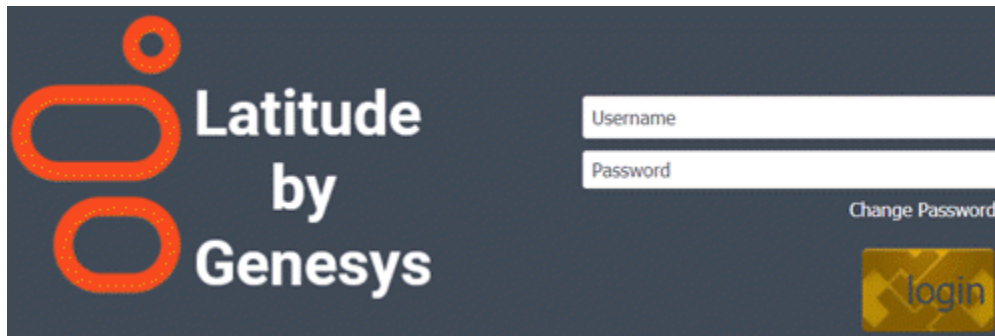 Latitude
by
Genesys
Username
Password
Change Password
login